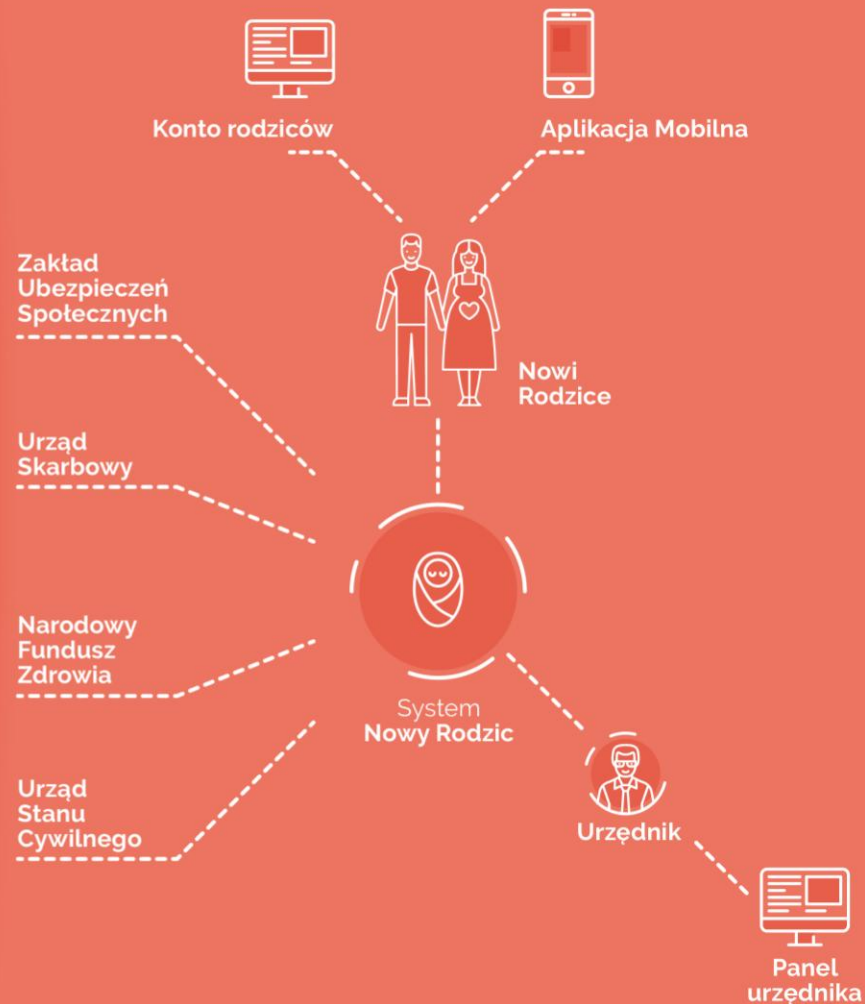 Konto rodziców
Aplikacja Mobilna
Zakład
Ubezpieczeń
Społecznych
Nowi
Rodzice
Urząd
Skarbowy
Narodowy
Fundusz
Zdrowia
System
Nowy Rodzic
Urząd
Stanu
Cywilnego
Urzędnik
Panel
urzędnika